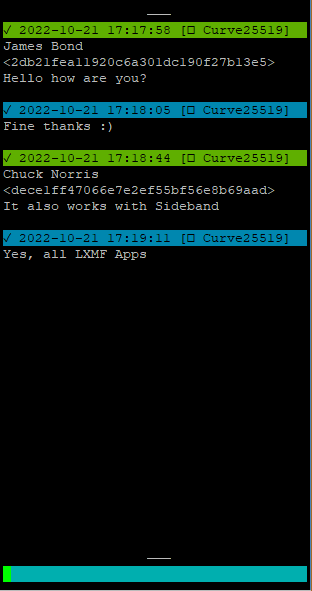 ✓ 2022-10-21 17:17:58 [□ Curve25519]
James Bond
<2db21fea11920c6a301dc190f27b13e5>
Hello how are you?
✓ 2022-10-21 17:18:05 [□ Curve25519]
Fine thanks :)
✓ 2022-10-21 17:18:44 [□ Curve25519]
Chuck Norris
<dece1ff47066e7e2ef55bf56e8b69aad>
It also works with Sideband
✓ 2022-10-21 17:19:11 [□ Curve25519]
Yes, all LXMF Apps